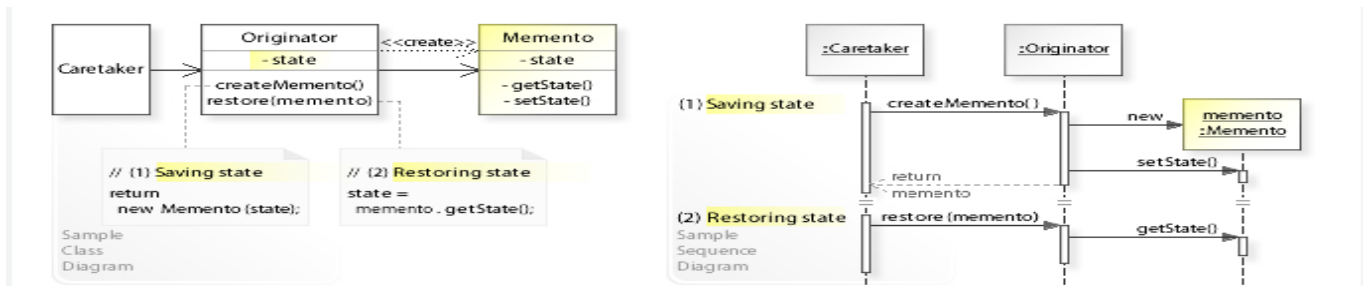 Caretaker
Originator
- state
createMemento()
restore(memento)
<<create>>
Memento
- state
- getState()
- setState()
// (1) Saving state
return
new Memento (state);
// (2) Restoring state
state =
memento . getState();
Sample
Class
Diagram
:Caretaker
:Originator
(1) Saving state
createMemento( )
new
memento
:Memento
setState()
return
memento
(2) Restoring state
restore (memento)
getState()
Sample
Sequence
Diagram